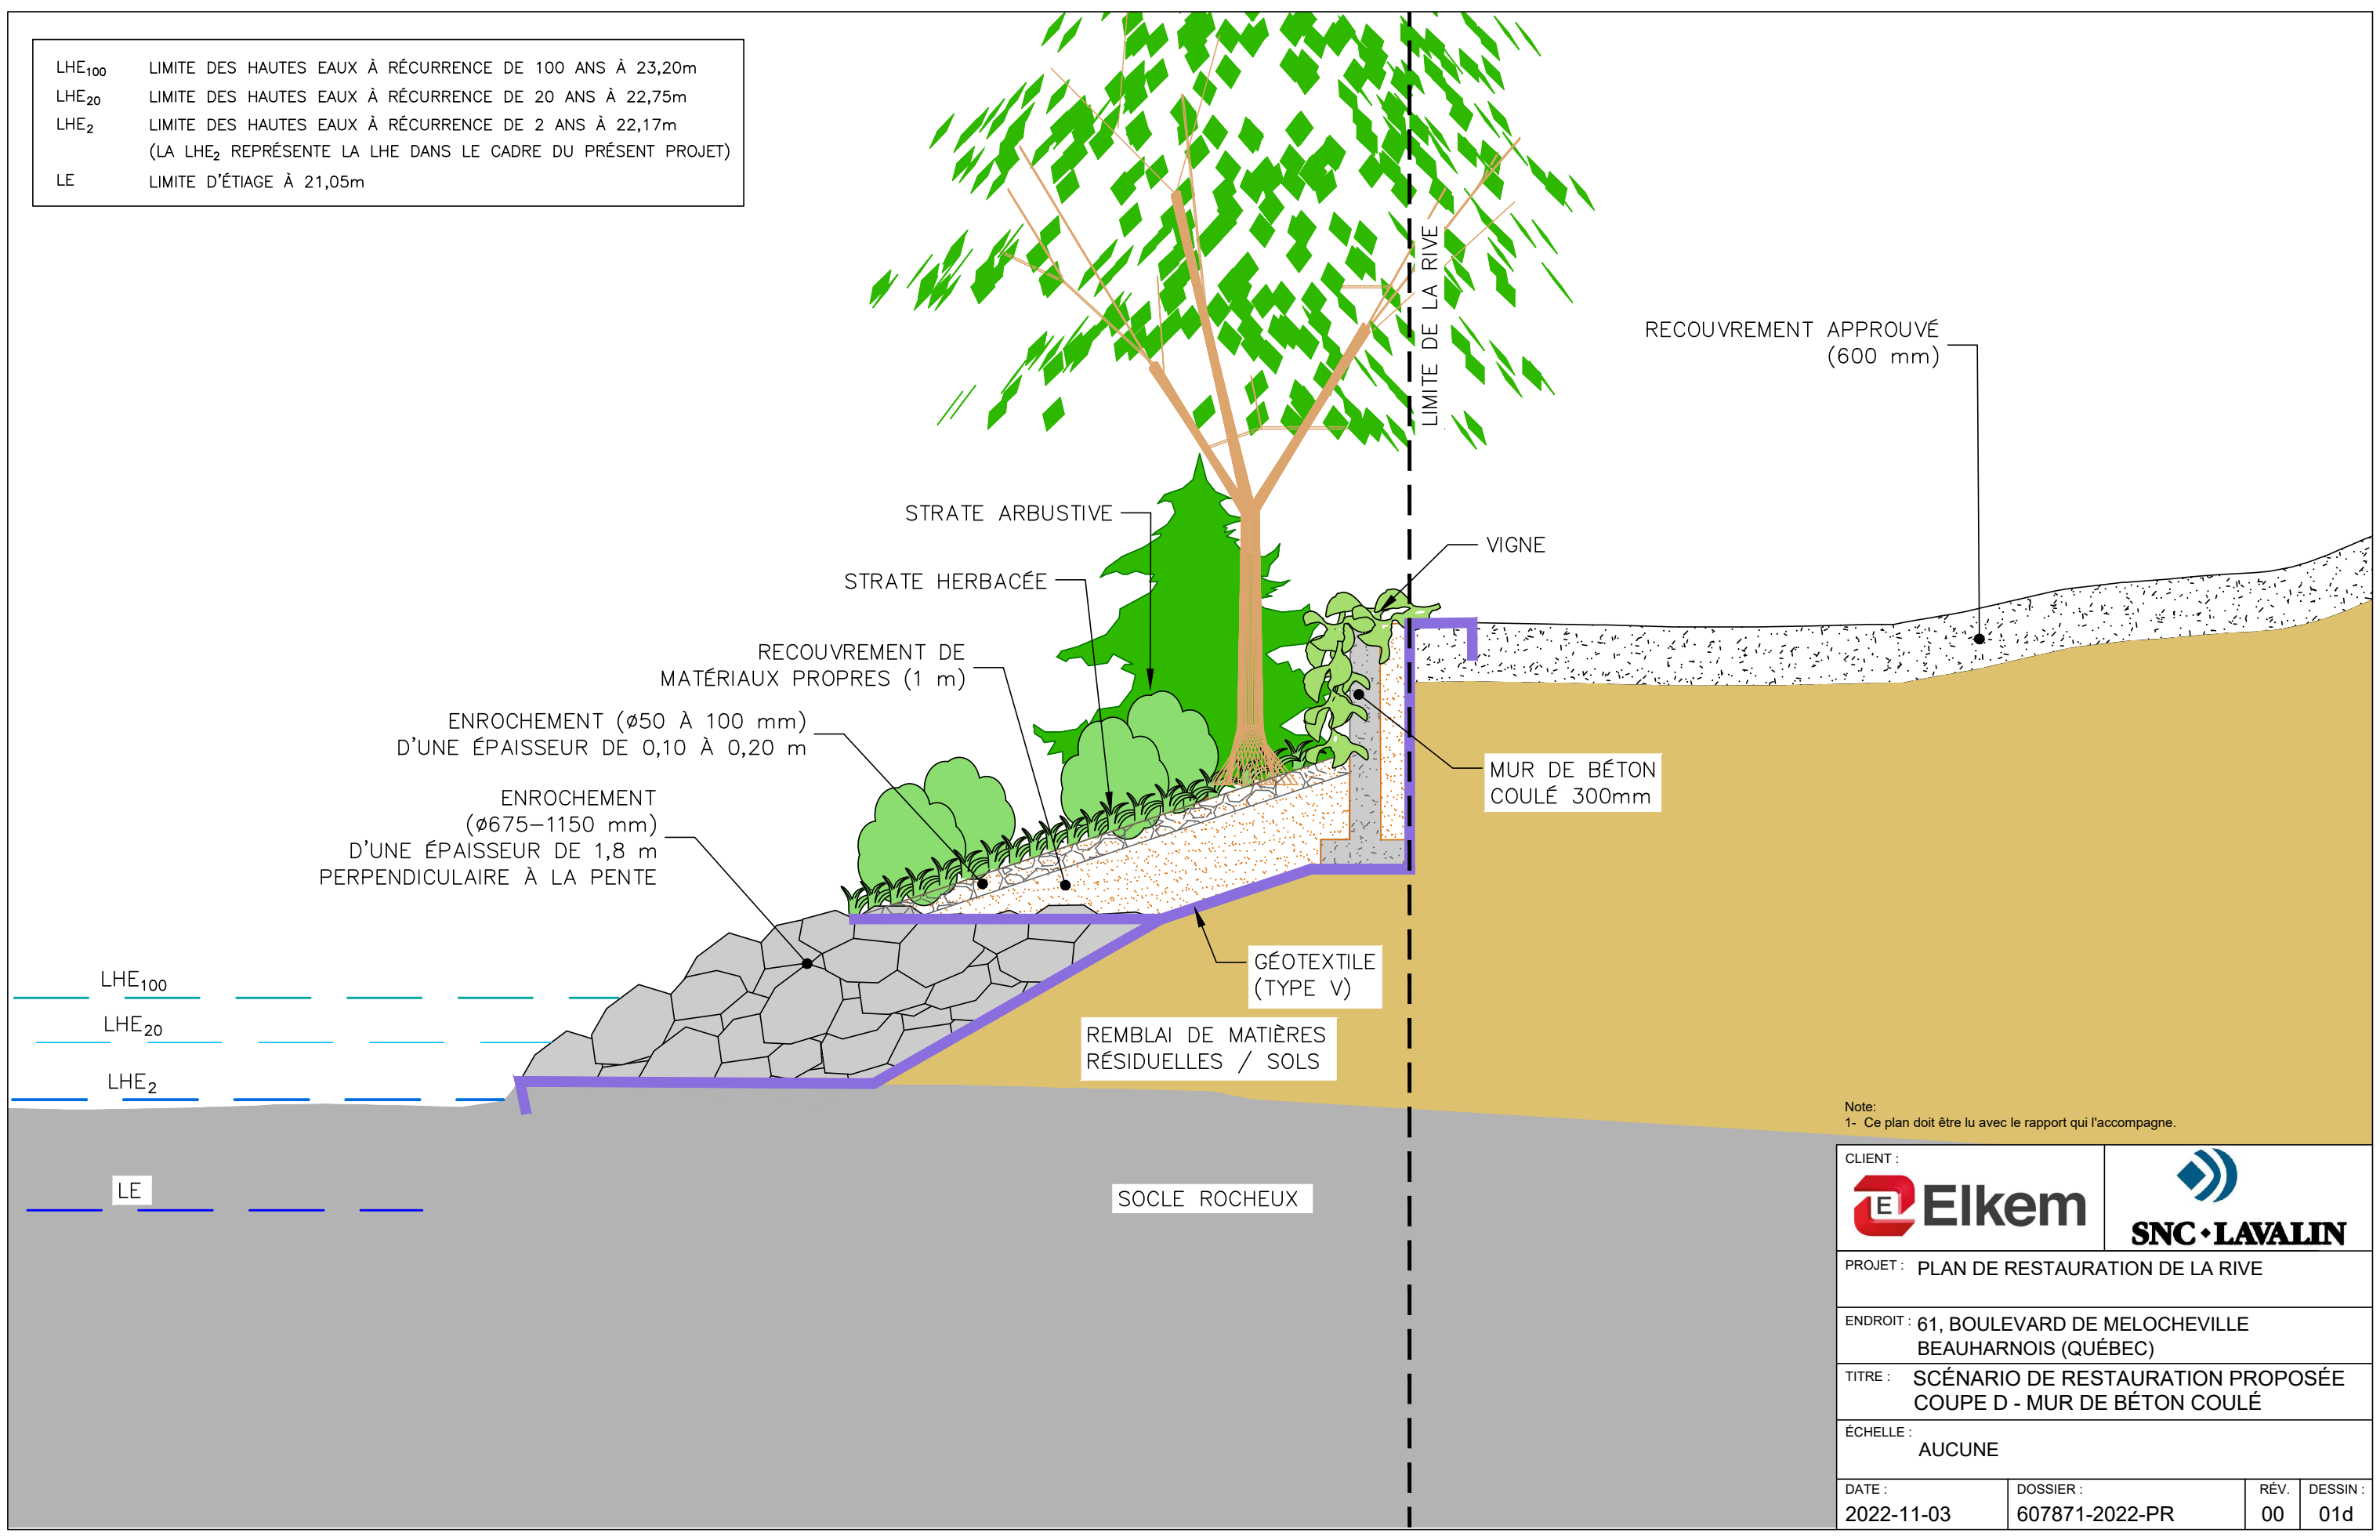 LHE100 LIMITE DES HAUTES EAUX À RÉCURRENCE DE 100 ANS À 23,20m
LHE20 LIMITE DES HAUTES EAUX À RÉCURRENCE DE 20 ANS À 22,75m
LHE2 LIMITE DES HAUTES EAUX À RÉCURRENCE DE 2 ANS À 22,17m
(LA LHE2 REPRÉSENTE LA LHE DANS LE CADRE DU PRÉSENT PROJET)
LE LIMITE D'ÉTIAGE À 21,05m
LIMITE DE LA RIVE
RECOUVREMENT APPROUVÉ
(600 mm)
STRATE ARBUSTIVE
VIGNE
STRATE HERBACÉE
RECOUVREMENT DE
MATÉRIAUX PROPRES (1 m)
ENROCHEMENT (ø50 À 100 mm)
D'UNE ÉPAISSEUR DE 0,10 À 0,20 m
MUR DE BÉTON
COULÉ 300mm
ENROCHEMENT
(ø675-1150 mm)
D'UNE ÉPAISSEUR DE 1,8 m
PERPENDICULAIRE À LA PENTE
GÉOTEXTILE
(TYPE V)
LHE100
LHE20
LHE2
REMBLAI DE MATIÈRES
RÉSIDUELLES / SOLS
LE
SOCLE ROCHEUX
Note:
1- Ce plan doit être lu avec le rapport qui l'accompagne.
CLIENT :
E Elkem
SNC·LAVALIN
PROJET : PLAN DE RESTAURATION DE LA RIVE
ENDROIT : 61, BOULEVARD DE MELOCHEVILLE
BEAUHARNOIS (QUÉBEC)
TITRE : SCÉNARIO DE RESTAURATION PROPOSÉE
COUPE D - MUR DE BÉTON COULÉ
ÉCHELLE :
AUCUNE
DATE : DOSSIER : RÉV. DESSIN :
2022-11-03 607871-2022-PR 00 01d